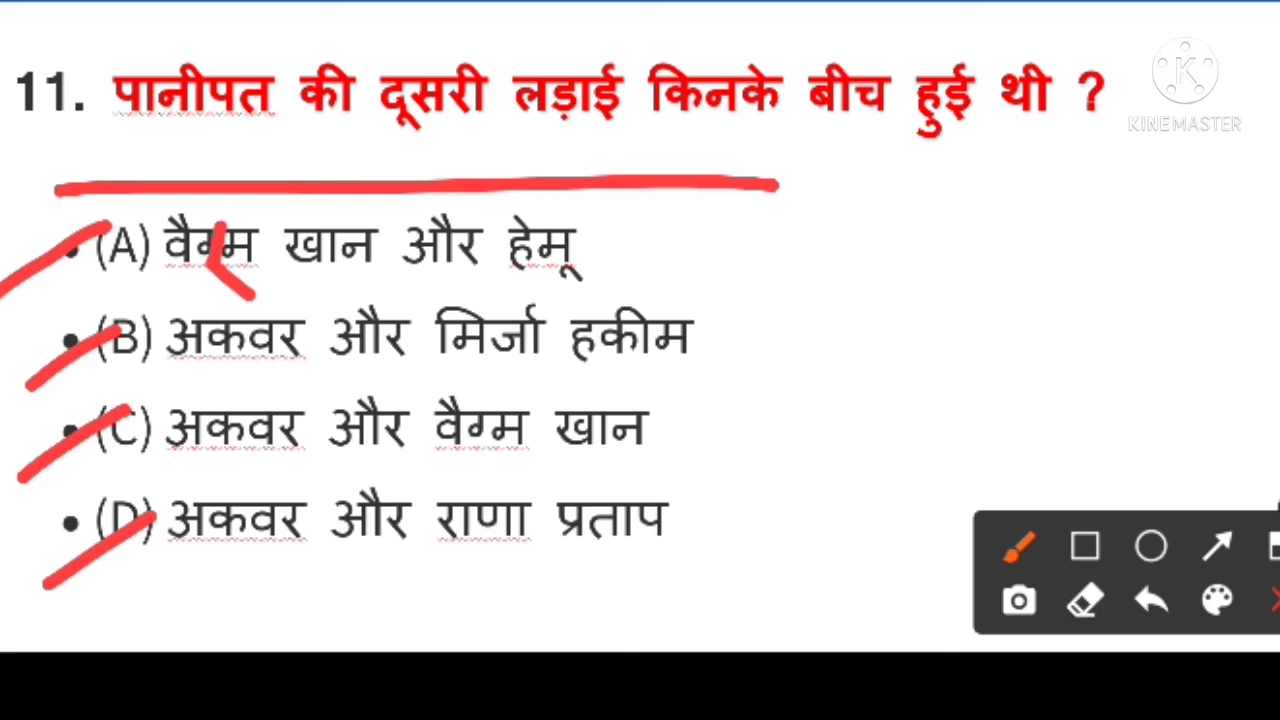 11. पानीपत की दूसरी लड़ाई किनके बीच हुई थी ?
KINEMASTER
• (A) वैग्म खान और हेमू
• (B) अकवर और मिर्जा हकीम
• (C) अकवर और वैग्म खान
• (D) अकवर और राणा प्रताप